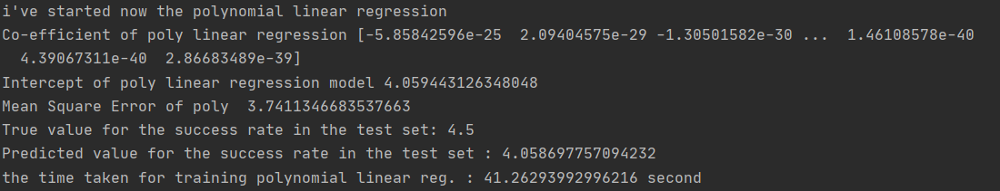 i've started now the polynomial linear regression
Co-efficient of poly linear regression [-5.85842596e-25  2.09404575e-29 -1.30501582e-30 ...  1.46108578e-40
  4.39067311e-40  2.86683489e-39]
Intercept of poly linear regression model 4.059443126348048
Mean Square Error of poly  3.7411346683537663
True value for the success rate in the test set: 4.5
Predicted value for the success rate in the test set : 4.058697757094232
the time taken for training polynomial linear reg. : 41.26293992996216 second